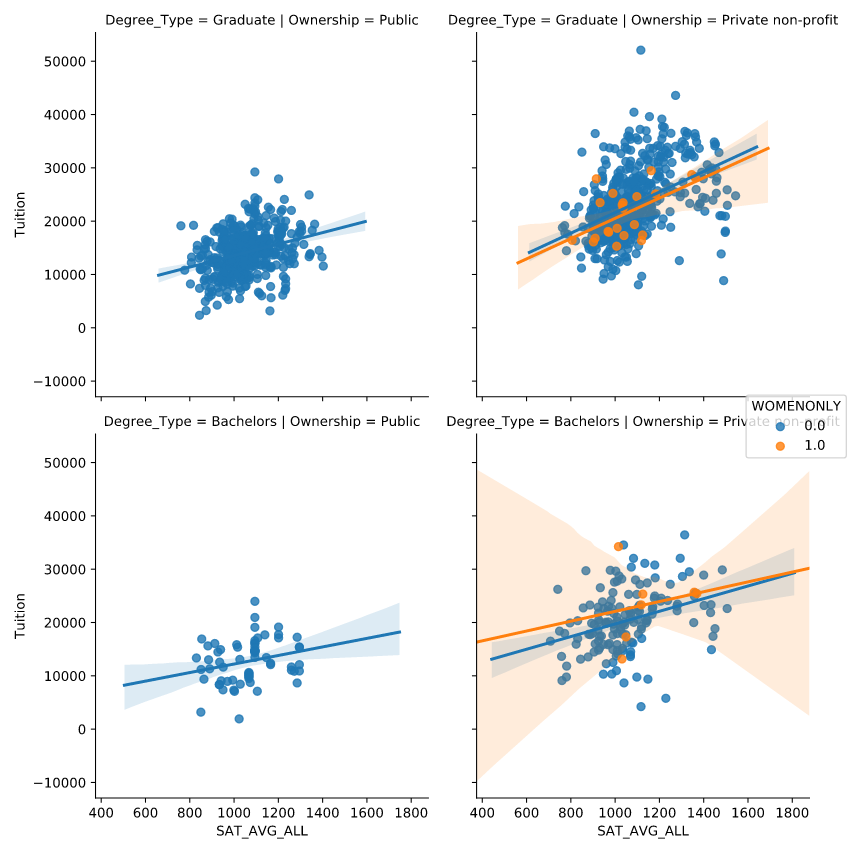 Degree_Type = Graduate | Ownership = Public
Degree_Type = Graduate | Ownership = Private non-profit
50000
40000
30000
20000
10000
0
−10000
Tuition
Degree_Type = Bachelors | Ownership = Public
Degree_Type = Bachelors | Ownership = Private non-profit
WOMENONLY
0.0
1.0
50000
40000
30000
20000
10000
0
−10000
Tuition
400 600 800 1000 1200 1400 1600 1800
400 600 800 1000 1200 1400 1600 1800
SAT_AVG_ALL
SAT_AVG_ALL